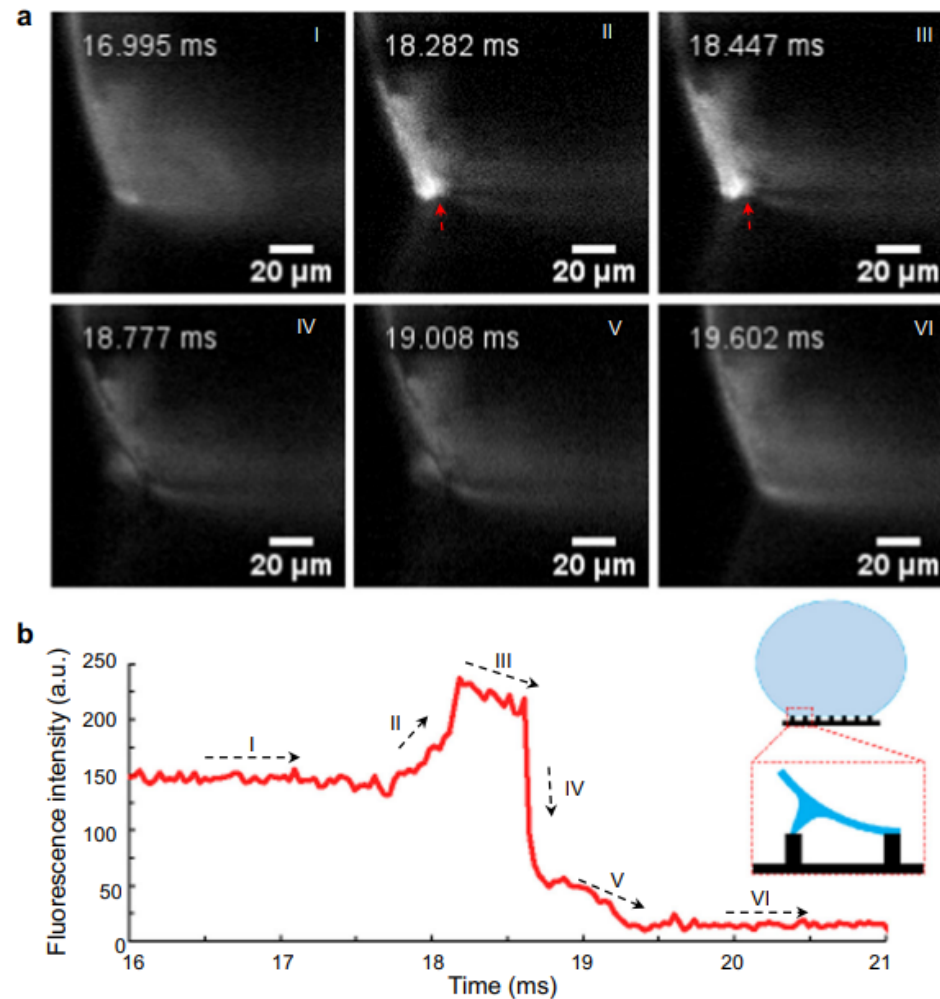 a
16.995 ms I
18.282 ms II
18.447 ms III
20 µm
20 µm
20 µm
18.777 ms IV
19.008 ms V
19.602 ms VI
20 µm
20 µm
20 µm
b
Fluorescence intensity (a.u.)
250
200
150
100
50
0
I
II
III
IV
V
VI
16 17 18 19 20 21
Time (ms)